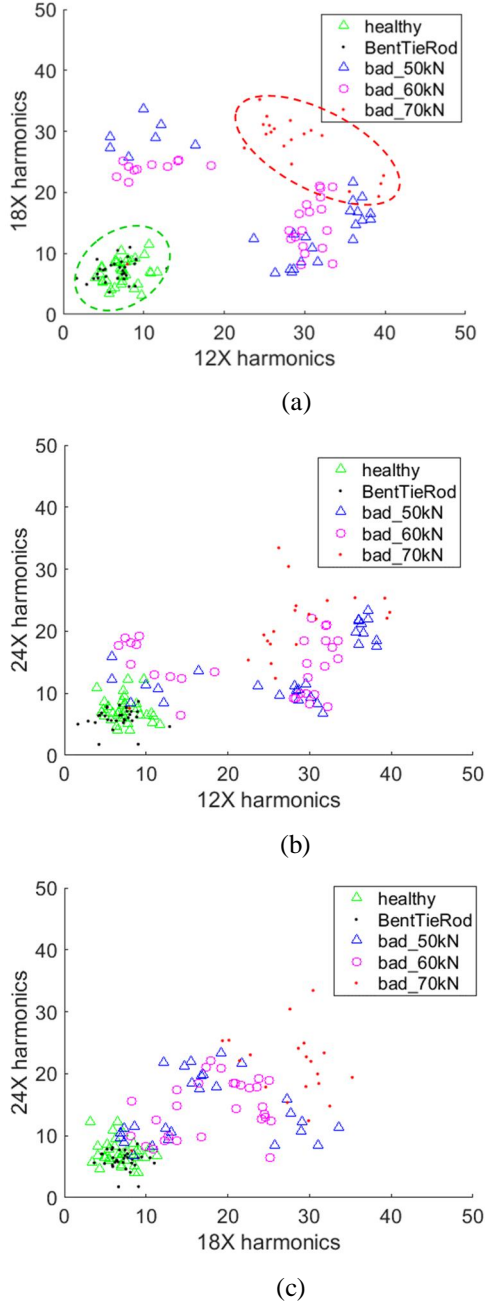 50
40
30
20
10
0
18X harmonics
healthy
BentTieRod
bad_50kN
bad_60kN
bad_70kN
0 10 20 30 40 50
12X harmonics
(a)
50
40
30
20
10
0
24X harmonics
healthy
BentTieRod
bad_50kN
bad_60kN
bad_70kN
0 10 20 30 40 50
12X harmonics
(b)
50
40
30
20
10
0
24X harmonics
healthy
BentTieRod
bad_50kN
bad_60kN
bad_70kN
0 10 20 30 40 50
18X harmonics
(c)